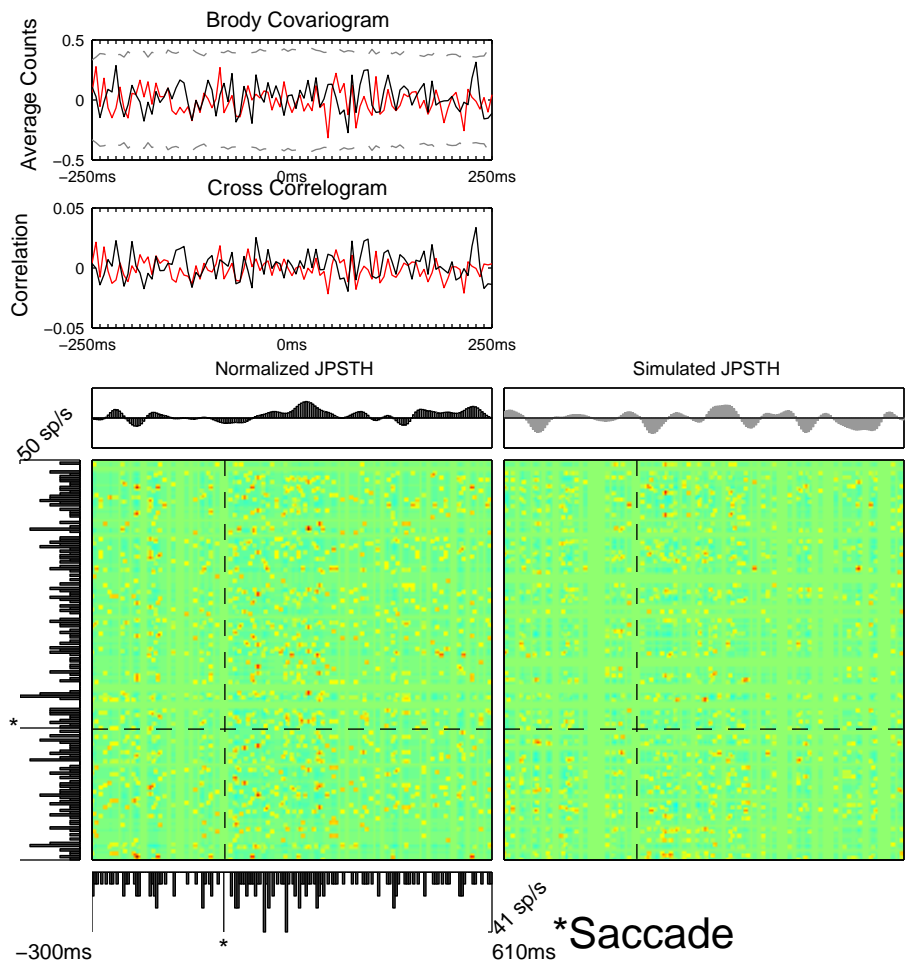 Brody Covariogram
Average Counts
0.5
0
−0.5
−250ms
0ms
250ms
Cross Correlogram
Correlation
0.05
0
−0.05
−250ms
0ms
250ms
Normalized JPSTH
Simulated JPSTH
50 sp/s
*
*
41 sp/s
*Saccade
−300ms
610ms